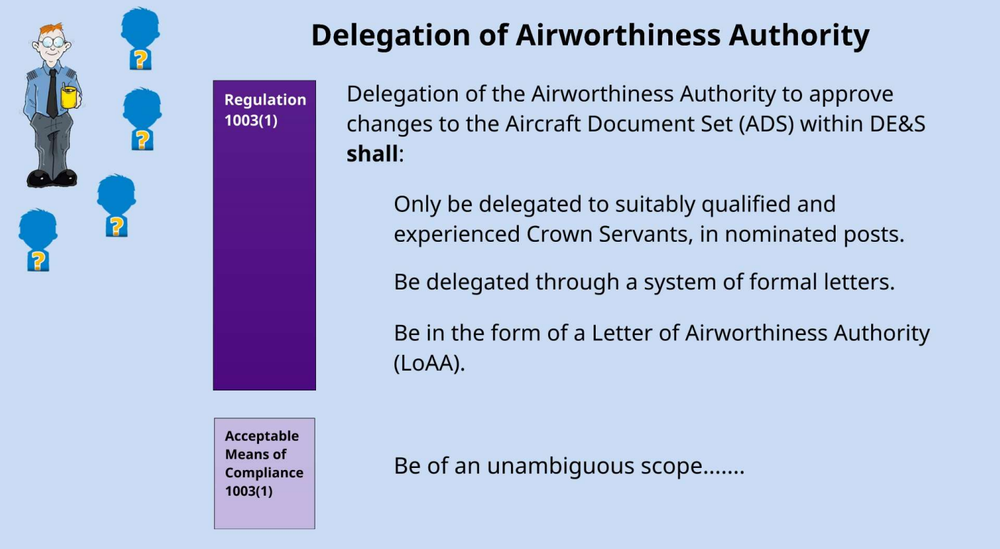 Delegation of Airworthiness Authority
Regulation
1003(1)
Delegation of the Airworthiness Authority to approve
changes to the Aircraft Document Set (ADS) within DE&S
shall:
Only be delegated to suitably qualified and
experienced Crown Servants, in nominated posts.
Be delegated through a system of formal letters.
Be in the form of a Letter of Airworthiness Authority
(LoAA).
Acceptable
Means of
Compliance
1003(1)
Be of an unambiguous scope.......
?
?
?
?